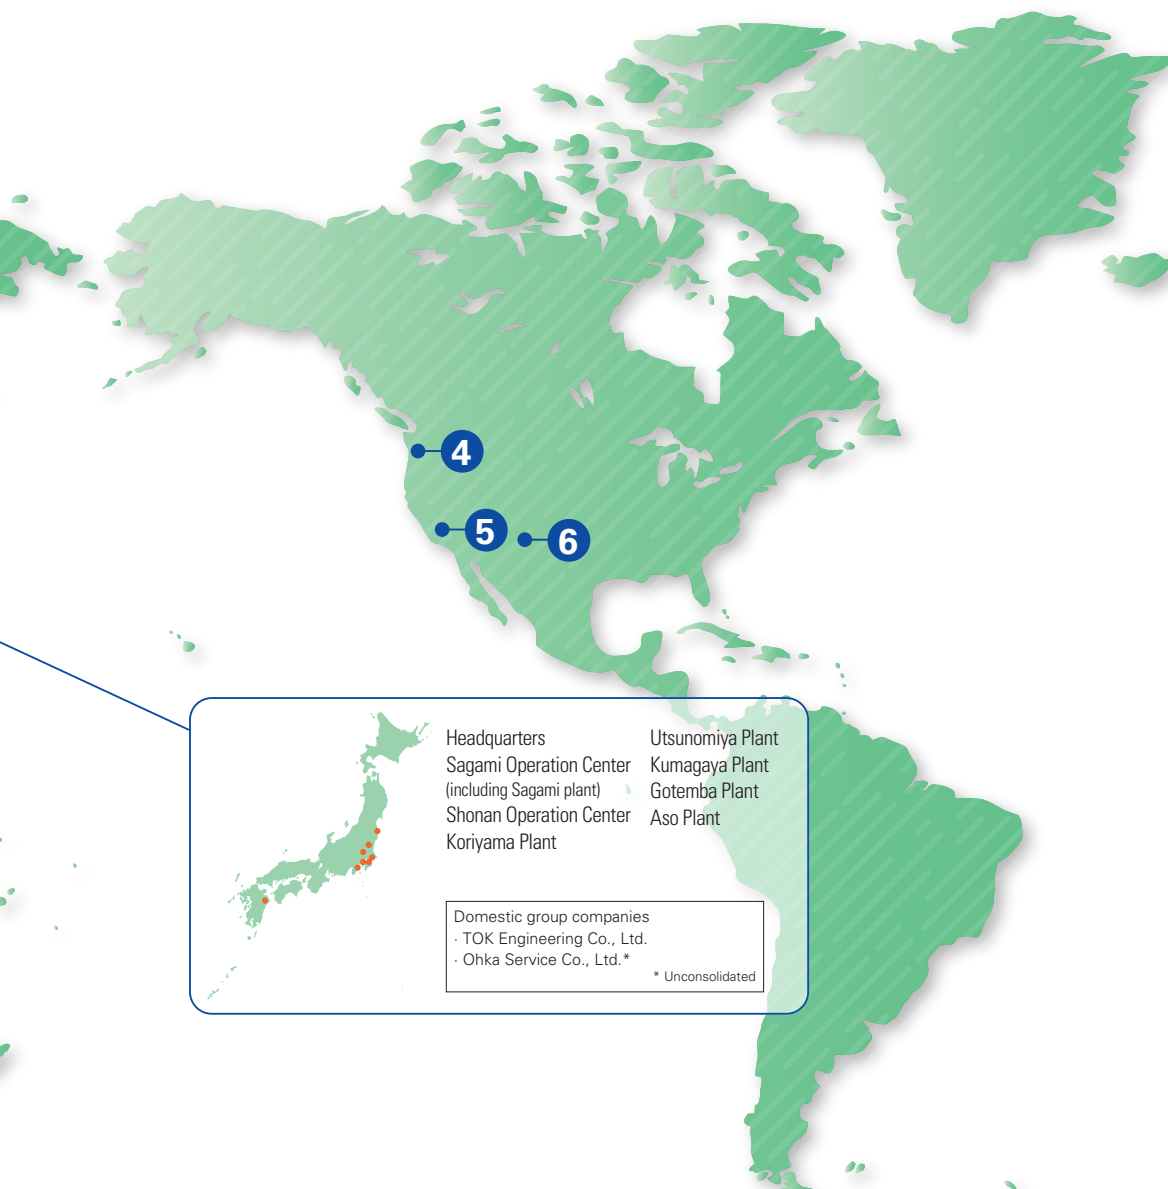 4
5
6
Headquarters
Sagami Operation Center
(including Sagami plant)
Shonan Operation Center
Koriyama Plant
Utsunomiya Plant
Kumagaya Plant
Gotemba Plant
Aso Plant
Domestic group companies
· TOK Engineering Co., Ltd.
· Ohka Service Co., Ltd.*
* Unconsolidated